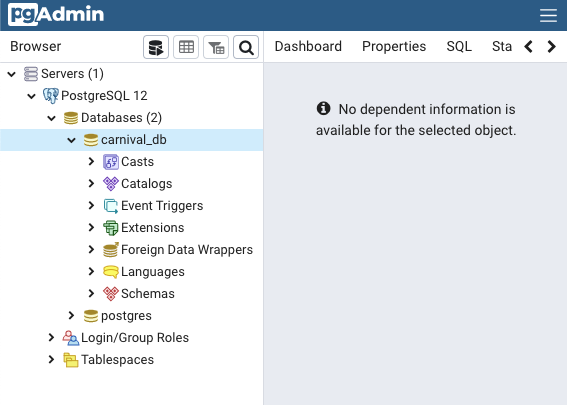 pgAdmin
Browser
Dashboard Properties SQL Sta
Servers (1)
PostgreSQL 12
Databases (2)
carnival_db
Casts
Catalogs
Event Triggers
Extensions
Foreign Data Wrappers
Languages
Schemas
postgres
Login/Group Roles
Tablespaces
No dependent information is
available for the selected object.